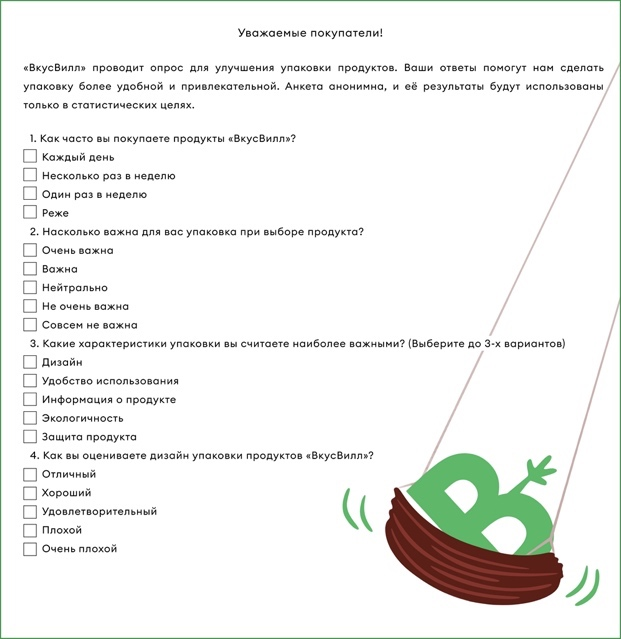 Уважаемые покупатели!
«ВкусВилл» проводит опрос для улучшения упаковки продуктов. Ваши ответы помогут нам сделать
упаковку более удобной и привлекательной. Анкета анонимна, и её результаты будут использованы
только в статистических целях.
1. Как часто вы покупаете продукты «ВкусВилл»?
Каждый день
Несколько раз в неделю
Один раз в неделю
Реже
2. Насколько важна для вас упаковка при выборе продукта?
Очень важна
Важна
Нейтрально
Не очень важна
Совсем не важна
3. Какие характеристики упаковки вы считаете наиболее важными? (Выберите до 3-х вариантов)
Дизайн
Удобство использования
Информация о продукте
Экологичность
Защита продукта
4. Как вы оцениваете дизайн упаковки продуктов «ВкусВилл»?
Отличный
Хороший
Удовлетворительный
Плохой
Очень плохой
В